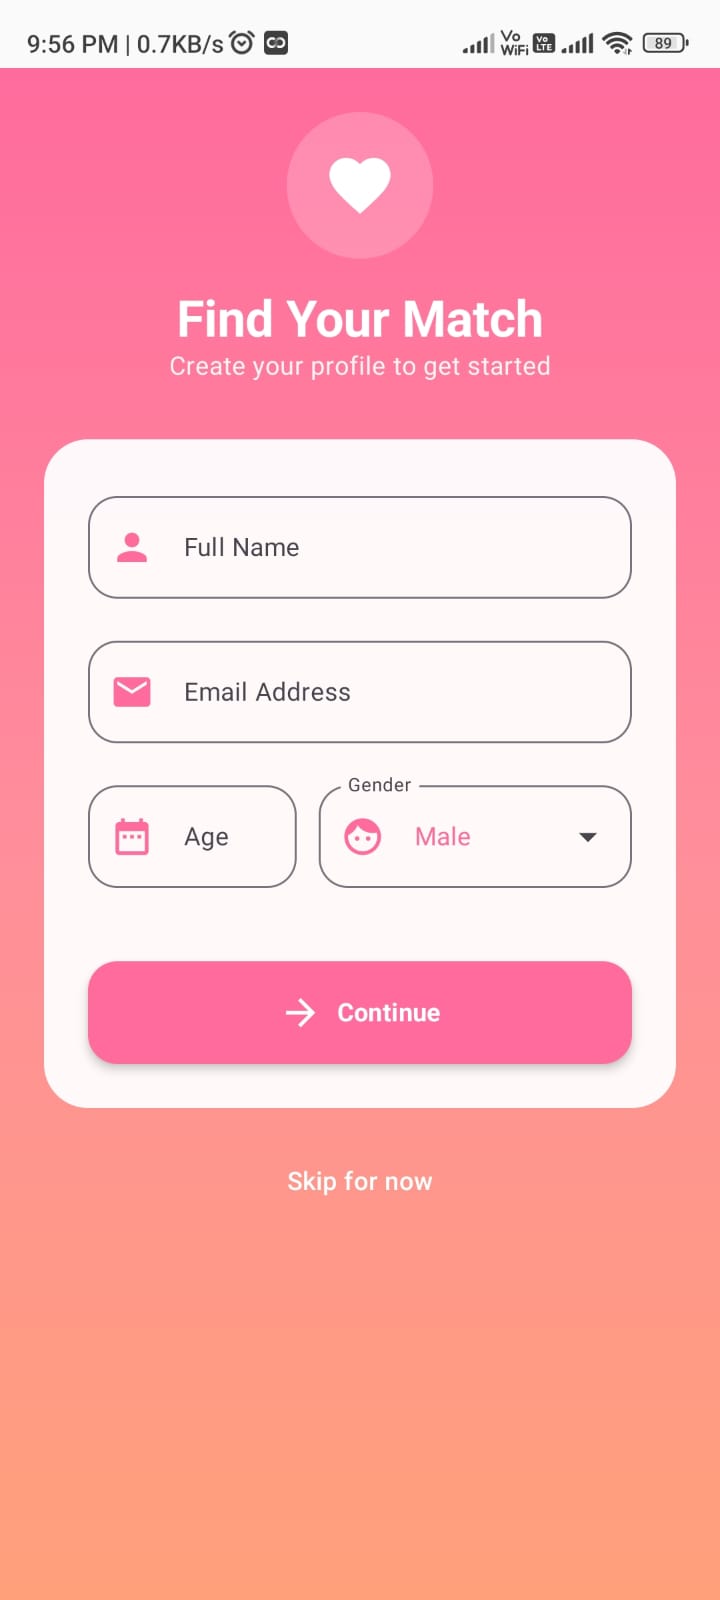 9:56 PM | 0.7KB/s
Vo WiFi
Vo LTE
89
Find Your Match
Create your profile to get started
Full Name
Email Address
Age
Gender
Male
Continue
Skip for now